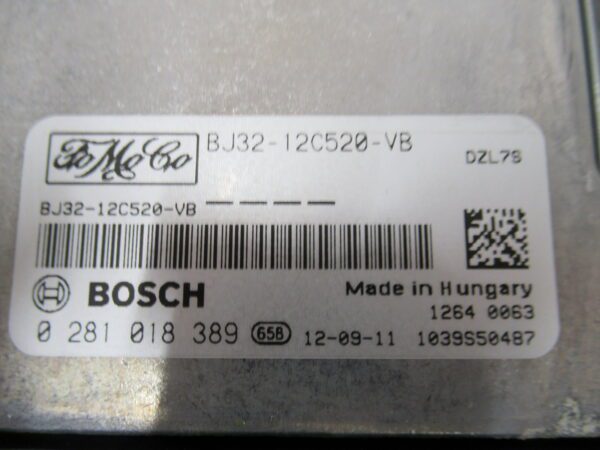 FoMoCo BJ32-12C520-VB DZL7S
BJ32-12C520-VB — — — —
BOSCH Made in Hungary
1264 0063
0 281 018 389 65B 12-09-11 1039S50487